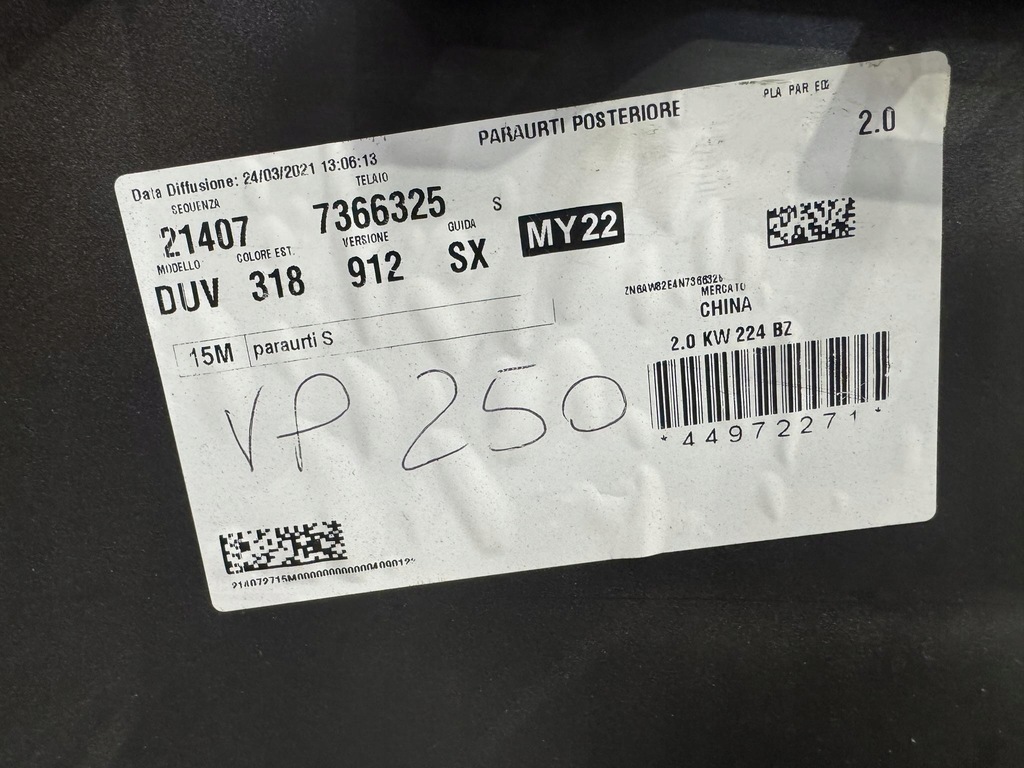 PARAURTI POSTERIORE
PLA PAR EQ
2.0
Data Diffusione: 24/03/2021 13:06:13
SEQUENZA TELAIO
21407 7366325 S
MODELLO COLORE EST. VERSIONE GUIDA
DUV 318 912 SX MY22
ZN6AW82E4N7366325
MERCATO
CHINA
15M paraurti S
2.0 KW 224 BZ
VP 250
*44972271*